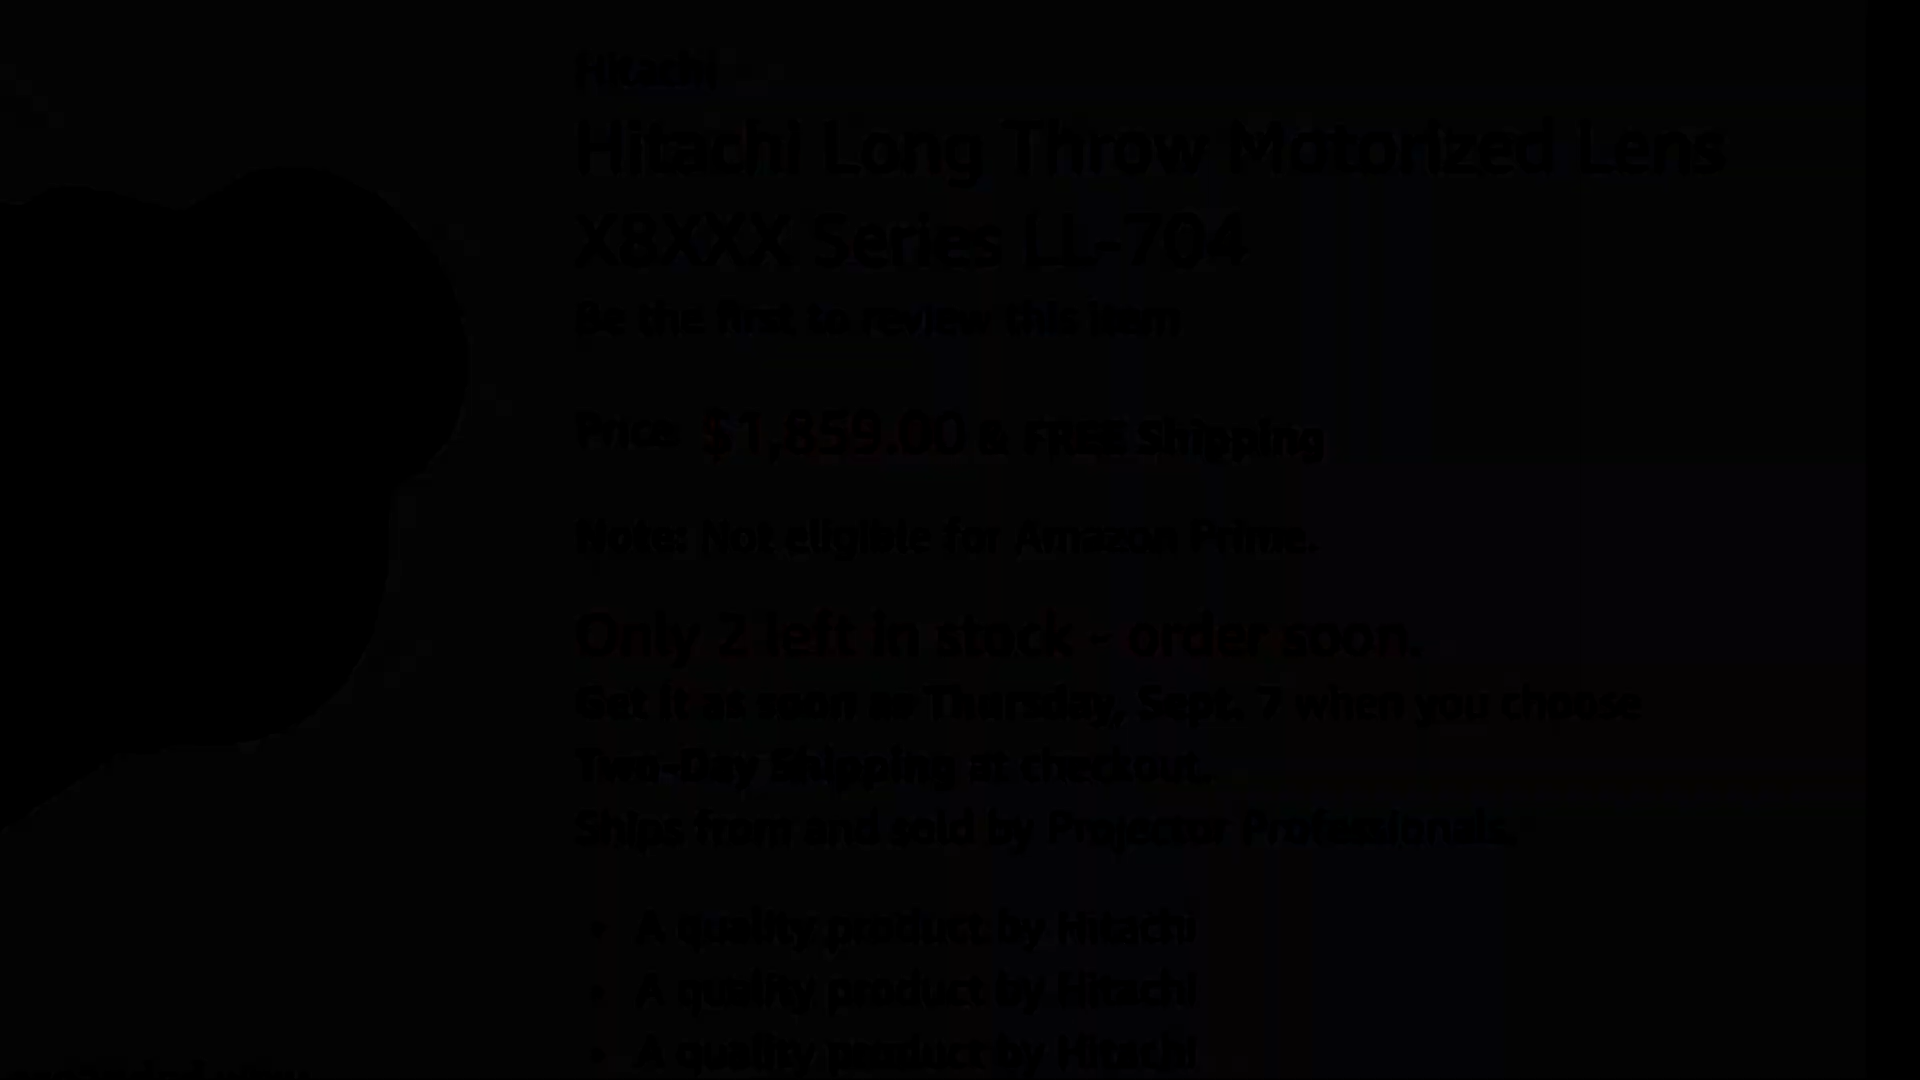 Hitachi
Hitachi Long Throw Motorized Lens
X8XXX Series LL-704
Be the first to review this item
Price $1,859.00 & FREE Shipping
Note: Not eligible for Amazon Prime.
Only 2 left in stock - order soon.
Get it as soon as Thursday, Sept. 7 when you choose
Two-Day Shipping at checkout.
Ships from and sold by Projector Professionals.
• A quality product by Hitachi
• A quality product by Hitachi
• A quality product by Hitachi
expanded view